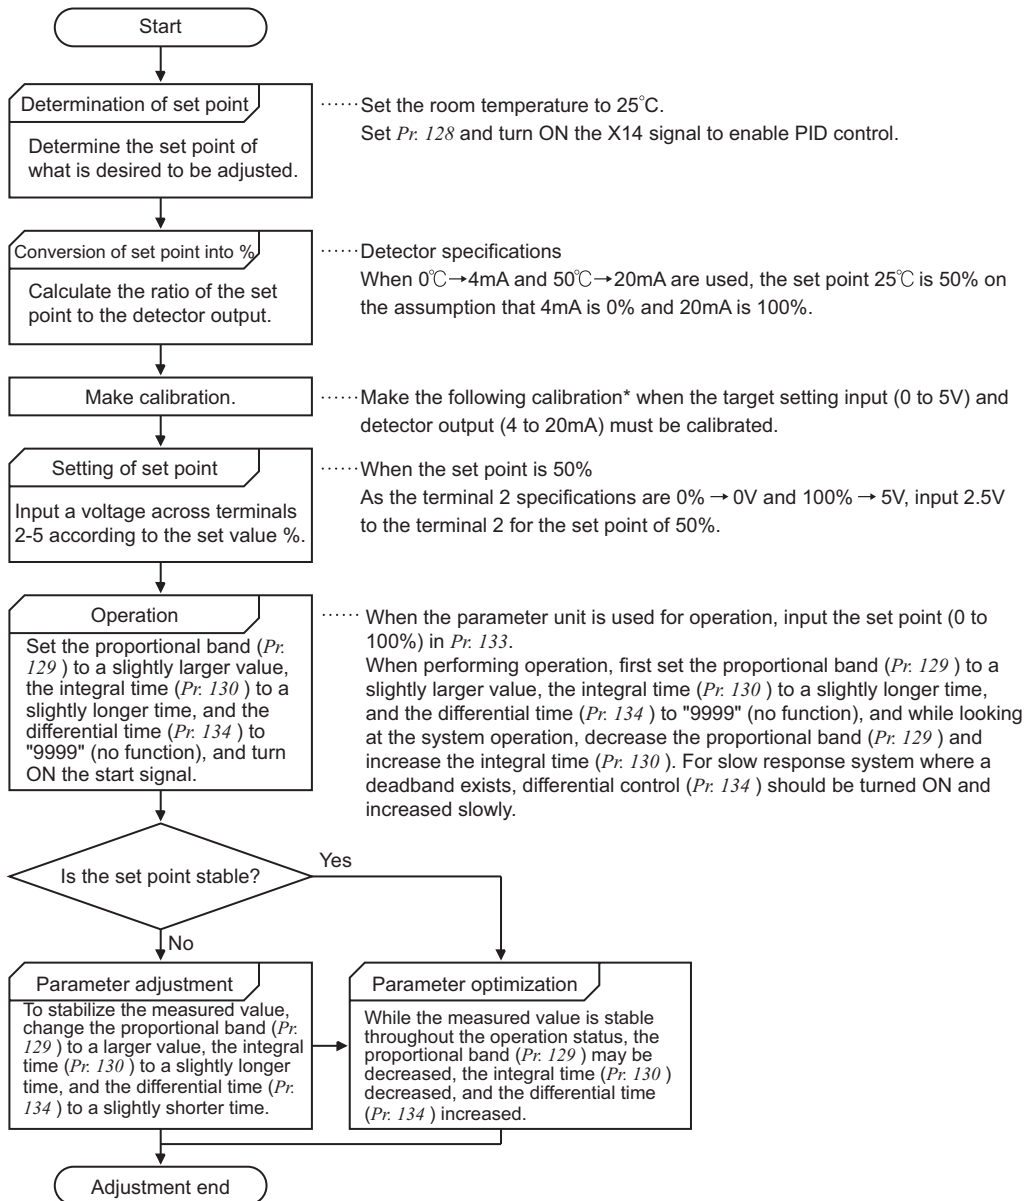 Start
Determination of set point
Determine the set point of
what is desired to be adjusted.
······Set the room temperature to 25°C.
Set Pr. 128 and turn ON the X14 signal to enable PID control.
Conversion of set point into %
Calculate the ratio of the set
point to the detector output.
······Detector specifications
When 0℃→4mA and 50℃→20mA are used, the set point 25℃ is 50% on
the assumption that 4mA is 0% and 20mA is 100%.
Make calibration.
······Make the following calibration* when the target setting input (0 to 5V) and
detector output (4 to 20mA) must be calibrated.
Setting of set point
Input a voltage across terminals
2-5 according to the set value %.
······When the set point is 50%
As the terminal 2 specifications are 0% → 0V and 100% → 5V, input 2.5V
to the terminal 2 for the set point of 50%.
Operation
Set the proportional band (Pr.
129 ) to a slightly larger value,
the integral time (Pr. 130 ) to a
slightly longer time, and the
differential time (Pr. 134 ) to
"9999" (no function), and turn
ON the start signal.
······ When the parameter unit is used for operation, input the set point (0 to
100%) in Pr. 133.
When performing operation, first set the proportional band (Pr. 129 ) to a
slightly larger value, the integral time (Pr. 130 ) to a slightly longer time,
and the differential time (Pr. 134 ) to "9999" (no function), and while looking
at the system operation, decrease the proportional band (Pr. 129 ) and
increase the integral time (Pr. 130 ). For slow response system where a
deadband exists, differential control (Pr. 134 ) should be turned ON and
increased slowly.
Is the set point stable?
Yes
No
Parameter adjustment
To stabilize the measured value,
change the proportional band (Pr.
129 ) to a larger value, the integral
time (Pr. 130 ) to a slightly longer
time, and the differential time (Pr.
134 ) to a slightly shorter time.
Parameter optimization
While the measured value is stable
throughout the operation status, the
proportional band (Pr. 129 ) may be
decreased, the integral time (Pr. 130 )
decreased, and the differential time
(Pr. 134 ) increased.
Adjustment end